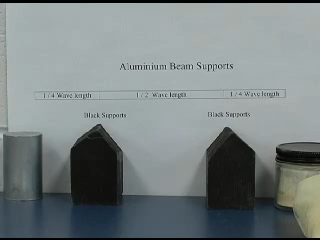 Aluminium Beam Supports
1 / 4 Wave length 1 / 2 Wave length 1 / 4 Wave length
Black Supports Black Supports